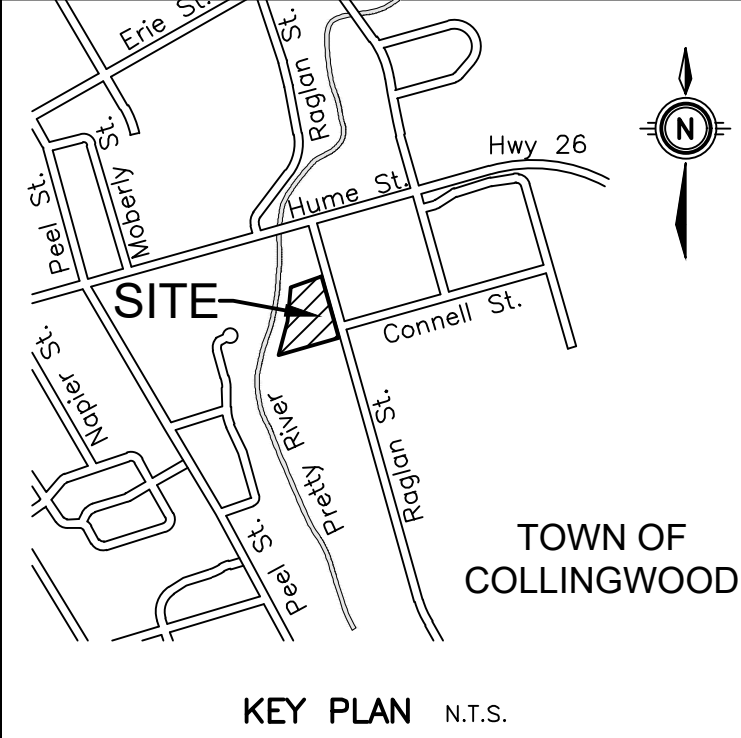 Erie St.
Raglan St.
N
Hwy 26
Moberly St.
Peel St.
Hume St.
SITE
Connell St.
Napier St.
Pretty River
Raglan St.
Peel St.
TOWN OF
COLLINGWOOD
KEY PLAN N.T.S.